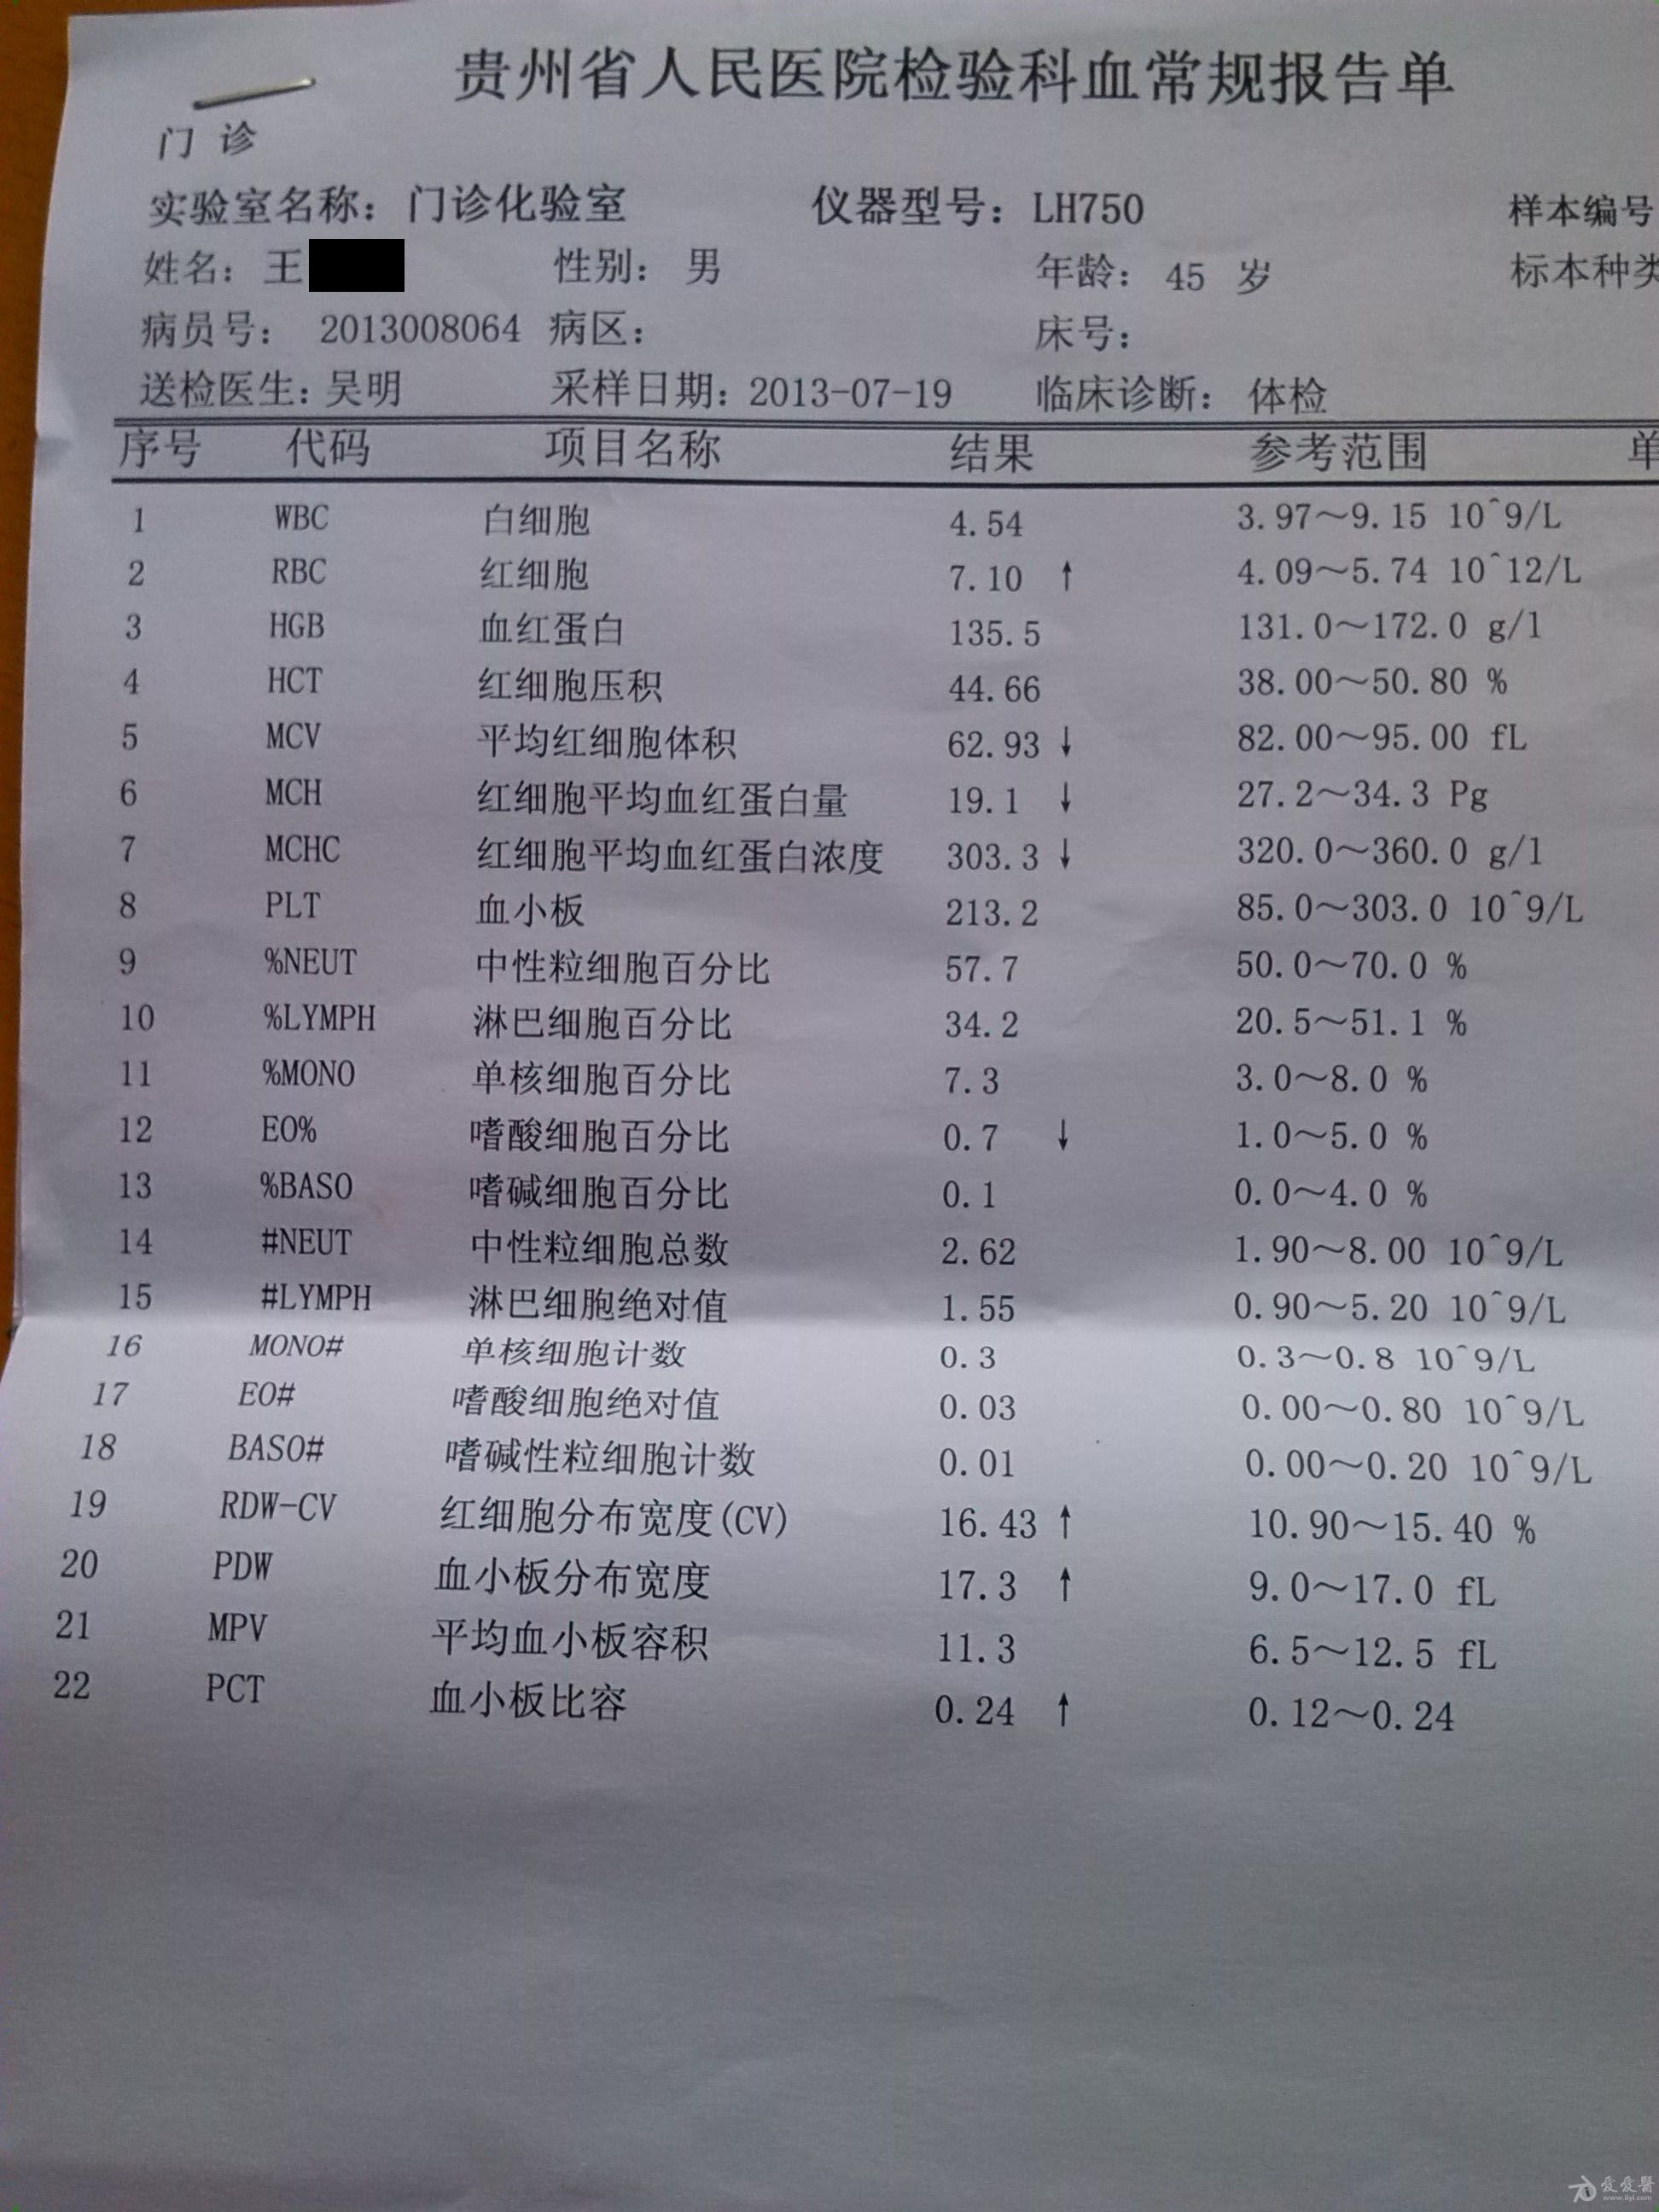 贵州省人民医院检验科血常规报告单
门 诊
实验室名称：门诊化验室 仪器型号：LH750 样本编号
姓名：王 性别：男 年龄：45 岁 标本种类
病员号：2013008064 病区： 床号：
送检医生：吴明 采样日期：2013-07-19 临床诊断：体检
序号 代码 项目名称 结果 参考范围 单
1 WBC 白细胞 4.54 3.97～9.15 10^9/L
2 RBC 红细胞 7.10 ↑ 4.09～5.74 10^12/L
3 HGB 血红蛋白 135.5 131.0～172.0 g/l
4 HCT 红细胞压积 44.66 38.00～50.80 %
5 MCV 平均红细胞体积 62.93 ↓ 82.00～95.00 fL
6 MCH 红细胞平均血红蛋白量 19.1 ↓ 27.2～34.3 Pg
7 MCHC 红细胞平均血红蛋白浓度 303.3 ↓ 320.0～360.0 g/l
8 PLT 血小板 213.2 85.0～303.0 10^9/L
9 %NEUT 中性粒细胞百分比 57.7 50.0～70.0 %
10 %LYMPH 淋巴细胞百分比 34.2 20.5～51.1 %
11 %MONO 单核细胞百分比 7.3 3.0～8.0 %
12 EO% 嗜酸细胞百分比 0.7 ↓ 1.0～5.0 %
13 %BASO 嗜碱细胞百分比 0.1 0.0～4.0 %
14 #NEUT 中性粒细胞总数 2.62 1.90～8.00 10^9/L
15 #LYMPH 淋巴细胞绝对值 1.55 0.90～5.20 10^9/L
16 MONO# 单核细胞计数 0.3 0.3～0.8 10^9/L
17 EO# 嗜酸细胞绝对值 0.03 0.00～0.80 10^9/L
18 BASO# 嗜碱性粒细胞计数 0.01 0.00～0.20 10^9/L
19 RDW-CV 红细胞分布宽度(CV) 16.43 ↑ 10.90～15.40 %
20 PDW 血小板分布宽度 17.3 ↑ 9.0～17.0 fL
21 MPV 平均血小板容积 11.3 6.5～12.5 fL
22 PCT 血小板比容 0.24 ↑ 0.12～0.24
爱爱醫
www.iiyi.com